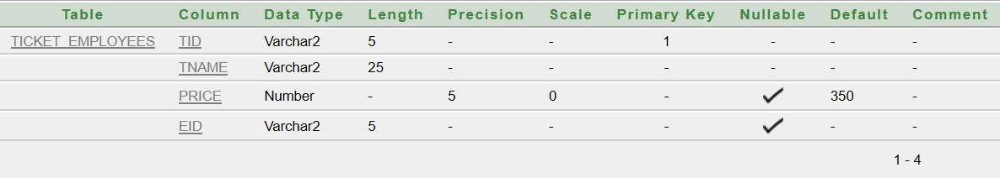 Table Column Data Type Length Precision Scale Primary Key Nullable Default Comment
TICKET_EMPLOYEES TID Varchar2 5 - - 1 - - -
TNAME Varchar2 25 - - - - - -
PRICE Number - 5 0 - ✓ 350 -
EID Varchar2 5 - - - ✓ - -
1 - 4